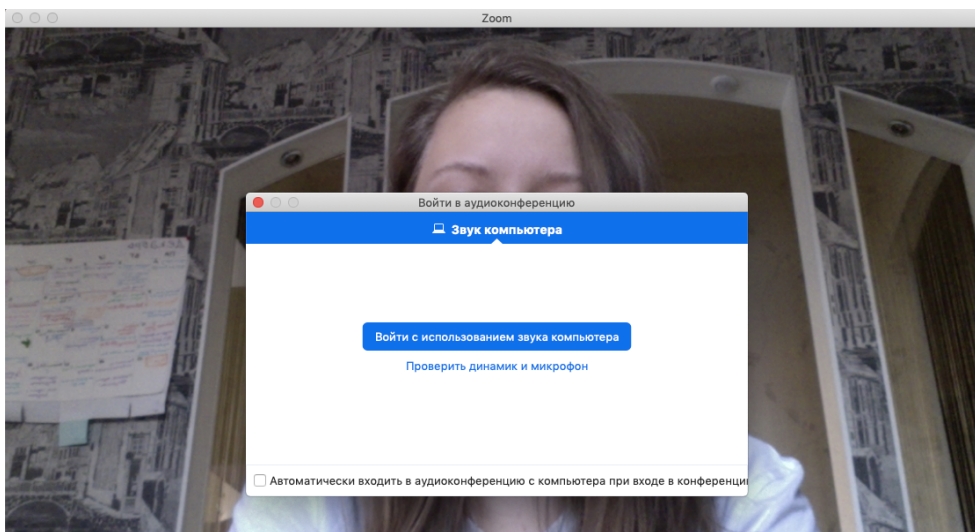 Zoom
Войти в аудиоконференцию
Звук компьютера
Войти с использованием звука компьютера
Проверить динамик и микрофон
Автоматически входить в аудиоконференцию с компьютера при входе в конференци